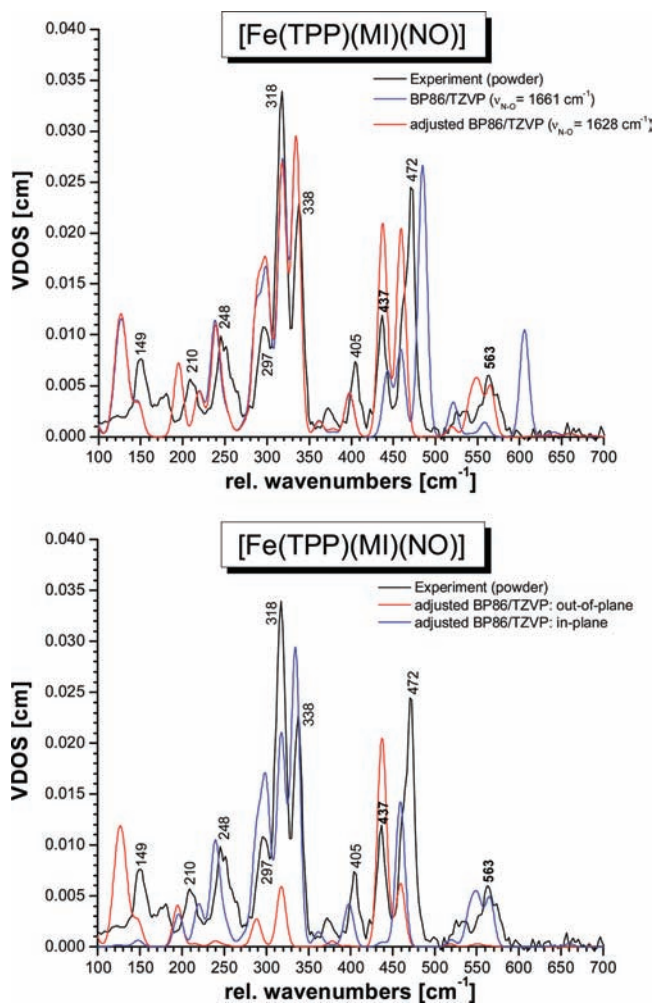 [Fe(TPP)(MI)(NO)]
Experiment (powder)
BP86/TZVP (νN-O = 1661 cm-1)
adjusted BP86/TZVP (νN-O = 1628 cm-1)
VDOS [cm]
0.040
0.035
0.030
0.025
0.020
0.015
0.010
0.005
0.000
149
210
248
297
318
338
405
437
472
563
100 150 200 250 300 350 400 450 500 550 600 650 700
rel. wavenumbers [cm-1]
[Fe(TPP)(MI)(NO)]
Experiment (powder)
adjusted BP86/TZVP: out-of-plane
adjusted BP86/TZVP: in-plane
VDOS [cm]
0.040
0.035
0.030
0.025
0.020
0.015
0.010
0.005
0.000
149
210
248
297
318
338
405
437
472
563
100 150 200 250 300 350 400 450 500 550 600 650 700
rel. wavenumbers [cm-1]